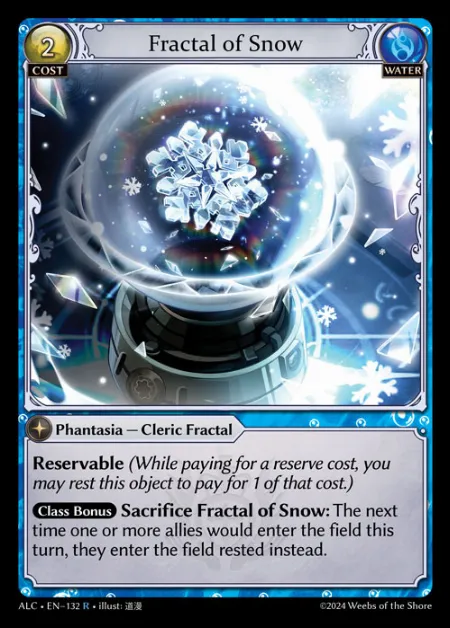 2
Fractal of Snow
COST
WATER
Phantasia — Cleric Fractal
Reservable (While paying for a reserve cost, you
may rest this object to pay for 1 of that cost.)
Class Bonus Sacrifice Fractal of Snow: The next
time one or more allies would enter the field this
turn, they enter the field rested instead.
ALC • EN-132 R • illust: 道漫
©2024 Weebs of the Shore